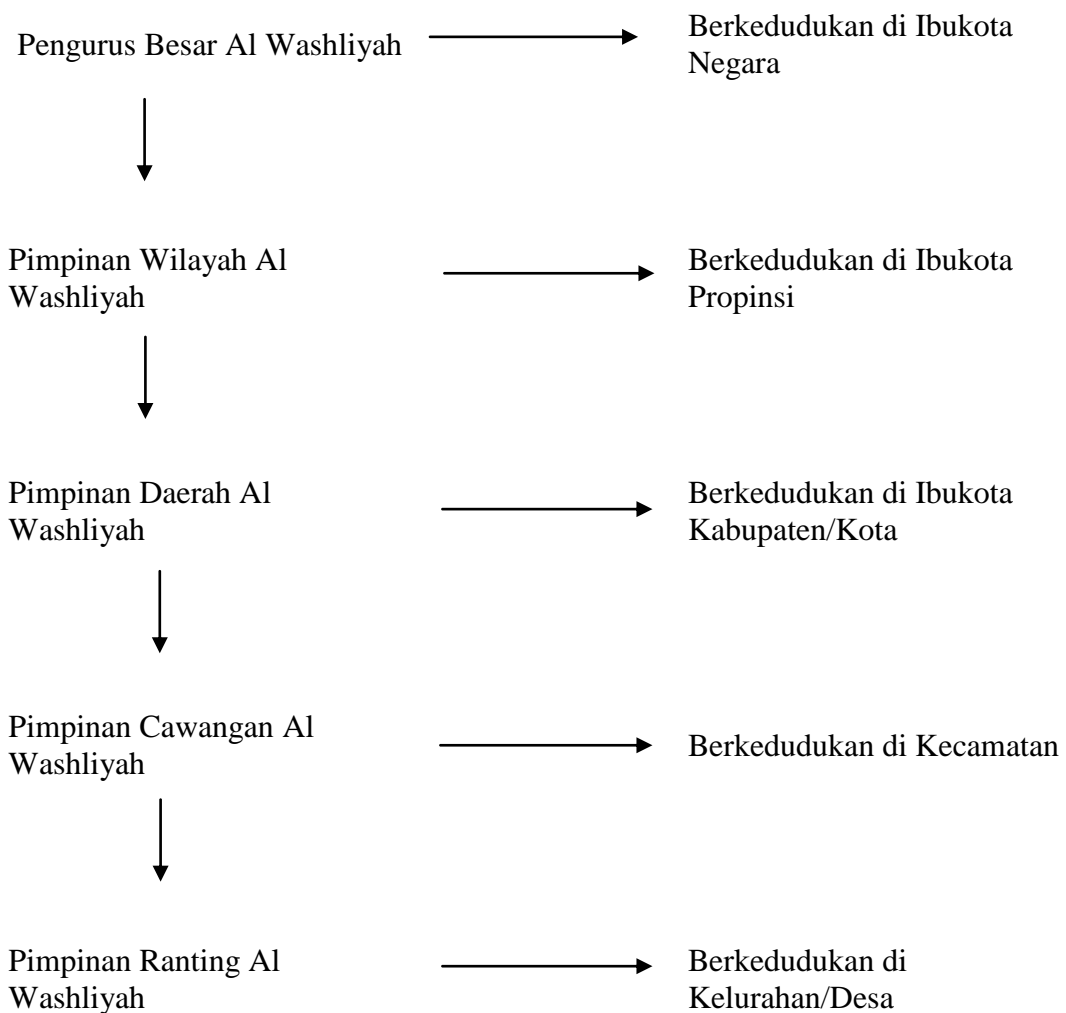 Pengurus Besar Al Washliyah
Berkedudukan di Ibukota
Negara
Pimpinan Wilayah Al
Washliyah
Berkedudukan di Ibukota
Propinsi
Pimpinan Daerah Al
Washliyah
Berkedudukan di Ibukota
Kabupaten/Kota
Pimpinan Cawangan Al
Washliyah
Berkedudukan di Kecamatan
Pimpinan Ranting Al
Washliyah
Berkedudukan di
Kelurahan/Desa